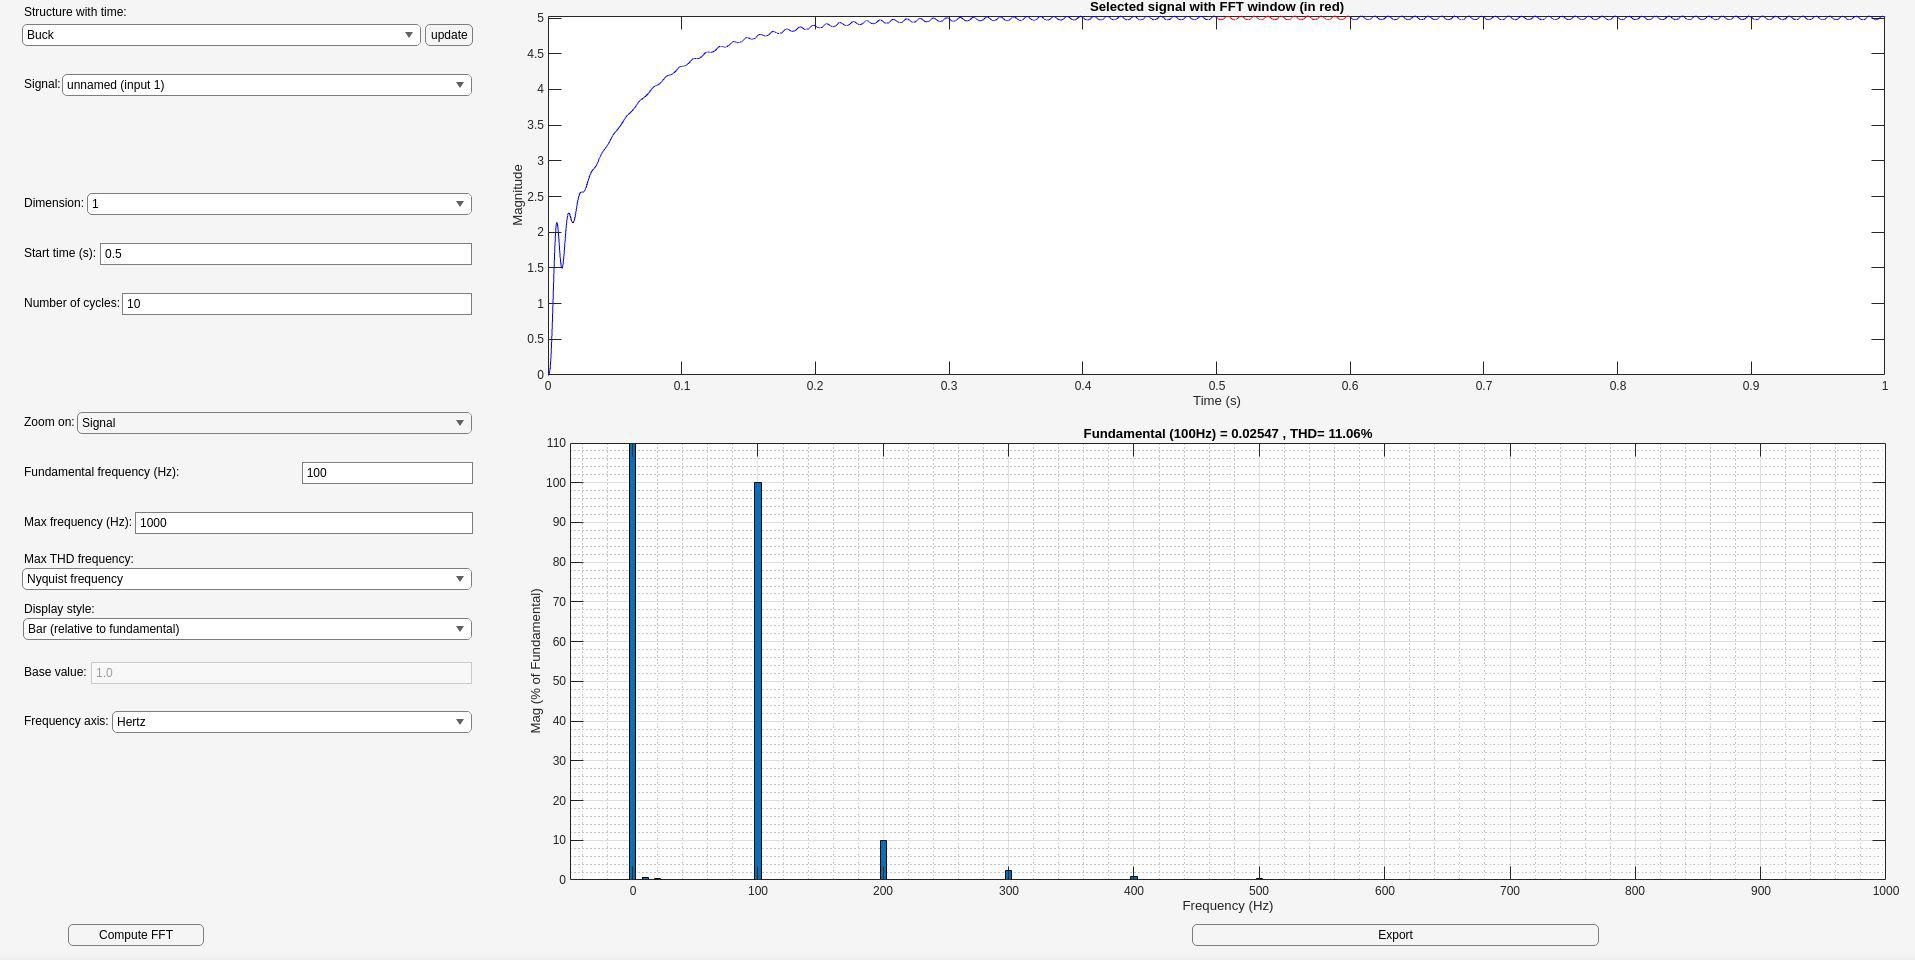 Structure with time:
Buck
update
Signal: unnamed (input 1)
Dimension: 1
Start time (s): 0.5
Number of cycles: 10
Zoom on: Signal
Fundamental frequency (Hz): 100
Max frequency (Hz): 1000
Max THD frequency:
Nyquist frequency
Display style:
Bar (relative to fundamental)
Base value: 1.0
Frequency axis: Hertz
Compute FFT
Selected signal with FFT window (in red)
5
4.5
4
3.5
3
2.5
2
1.5
1
0.5
0
Magnitude
0 0.1 0.2 0.3 0.4 0.5 0.6 0.7 0.8 0.9 1
Time (s)
Fundamental (100Hz) = 0.02547 , THD= 11.06%
110
100
90
80
70
60
50
40
30
20
10
0
Mag (% of Fundamental)
0 100 200 300 400 500 600 700 800 900 1000
Frequency (Hz)
Export